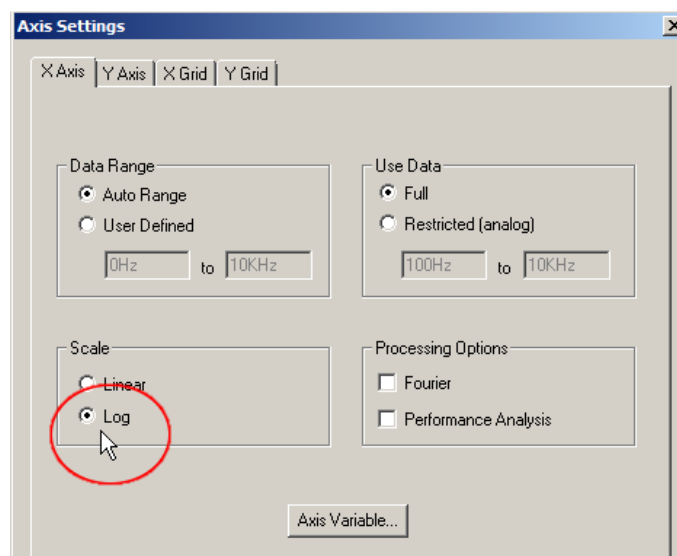 Axis Settings
X Axis
Y Axis
X Grid
Y Grid
Data Range
Auto Range
User Defined
0Hz to 10KHz
Use Data
Full
Restricted (analog)
100Hz to 10KHz
Scale
Linear
Log
Processing Options
Fourier
Performance Analysis
Axis Variable...